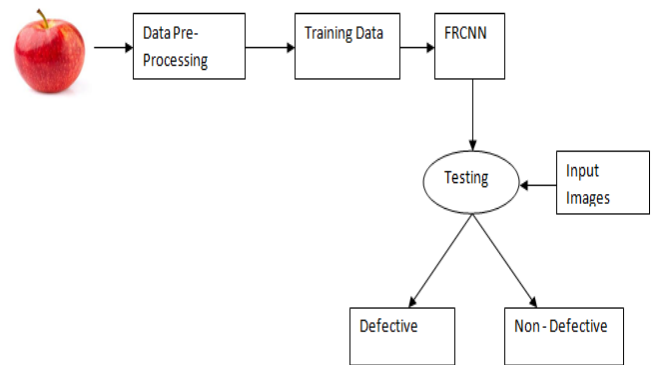 Data Pre-
Processing
Training Data
FRCNN
Testing
Input
Images
Defective
Non - Defective